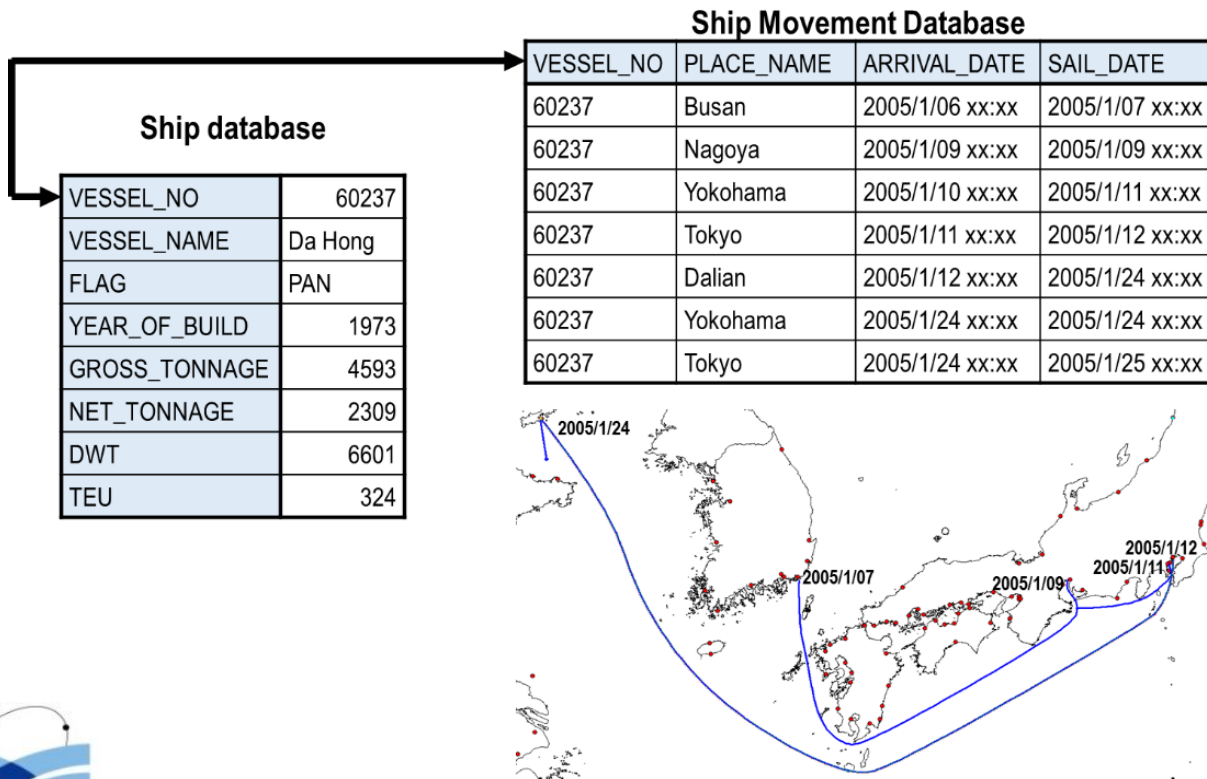 Ship Movement Database
VESSEL_NO PLACE_NAME ARRIVAL_DATE SAIL_DATE
60237 Busan 2005/1/06 xx:xx 2005/1/07 xx:xx
60237 Nagoya 2005/1/09 xx:xx 2005/1/09 xx:xx
60237 Yokohama 2005/1/10 xx:xx 2005/1/11 xx:xx
60237 Tokyo 2005/1/11 xx:xx 2005/1/12 xx:xx
60237 Dalian 2005/1/12 xx:xx 2005/1/24 xx:xx
60237 Yokohama 2005/1/24 xx:xx 2005/1/24 xx:xx
60237 Tokyo 2005/1/24 xx:xx 2005/1/25 xx:xx
Ship database
VESSEL_NO 60237
VESSEL_NAME Da Hong
FLAG PAN
YEAR_OF_BUILD 1973
GROSS_TONNAGE 4593
NET_TONNAGE 2309
DWT 6601
TEU 324
2005/1/24
2005/1/12
2005/1/11
2005/1/07
2005/1/09